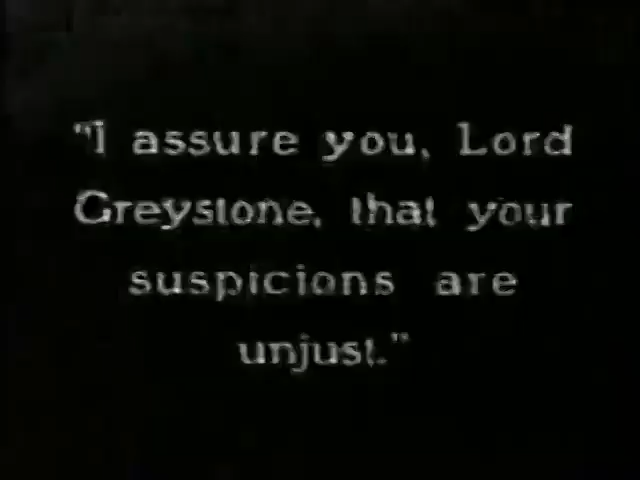 "I assure you, Lord
Greystone, that your
suspicions are
unjust."